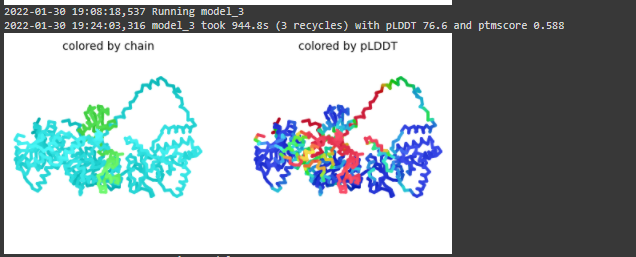 2022-01-30 19:08:18,537 Running model_3
2022-01-30 19:24:03,316 model_3 took 944.8s (3 recycles) with pLDDT 76.6 and ptmscore 0.588
colored by chain
colored by pLDDT